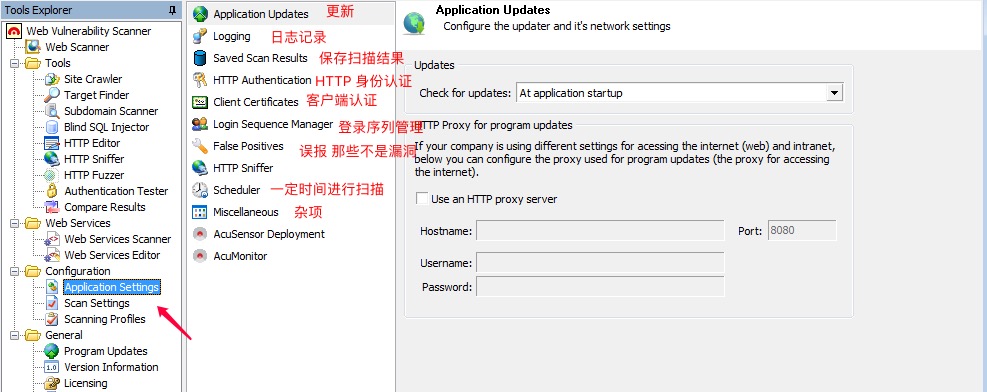 Tools Explorer
Web Vulnerability Scanner
Web Scanner
Tools
Site Crawler
Target Finder
Subdomain Scanner
Blind SQL Injector
HTTP Editor
HTTP Sniffer
HTTP Fuzzer
Authentication Tester
Compare Results
Web Services
Web Services Scanner
Web Services Editor
Configuration
Application Settings
Scan Settings
Scanning Profiles
General
Program Updates
1.0 Version Information
Licensing
Application Updates 更新
Logging 日志记录
Saved Scan Results 保存扫描结果
HTTP Authentication HTTP 身份认证
Client Certificates 客户端认证
Login Sequence Manager 登录序列管理
False Positives 误报 那些不是漏洞
HTTP Sniffer
Scheduler 一定时间进行扫描
Miscellaneous 杂项
AcuSensor Deployment
AcuMonitor
Application Updates
Configure the updater and it's network settings
Updates
Check for updates: At application startup
HTTP Proxy for program updates
If your company is using different settings for acessing the internet (web) and intranet,
below you can configure the proxy used for program updates (the proxy for accessing
the internet).
Use an HTTP proxy server
Hostname: Port: 8080
Username:
Password: